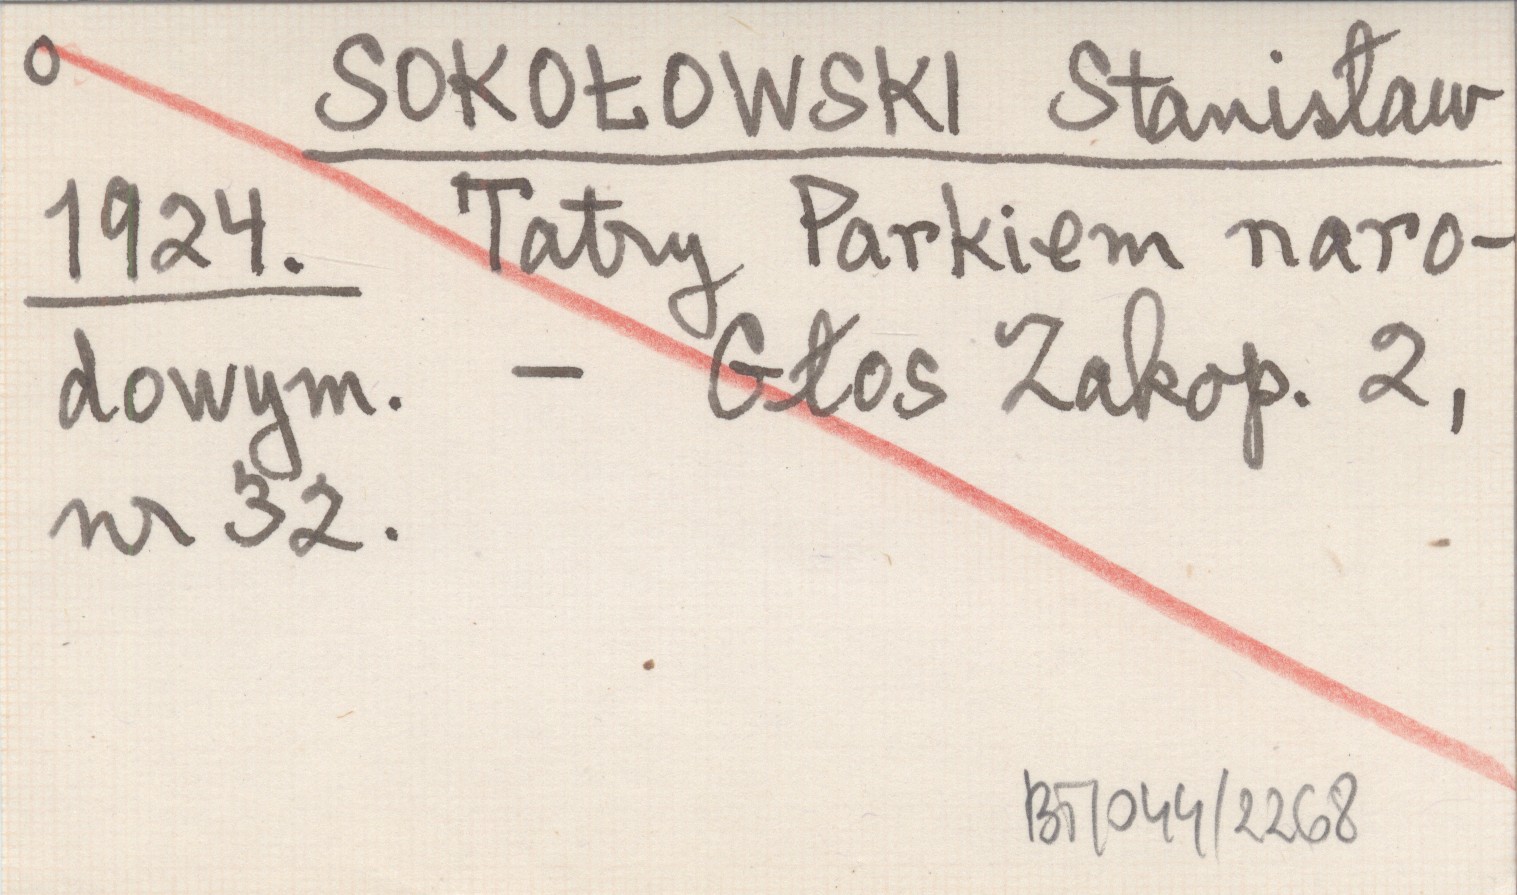 o SOKOŁOWSKI Stanisław
1924. Tatry Parkiem naro-
dowym. - Głos Zakop. 2,
nr 32.
BT/044/2268